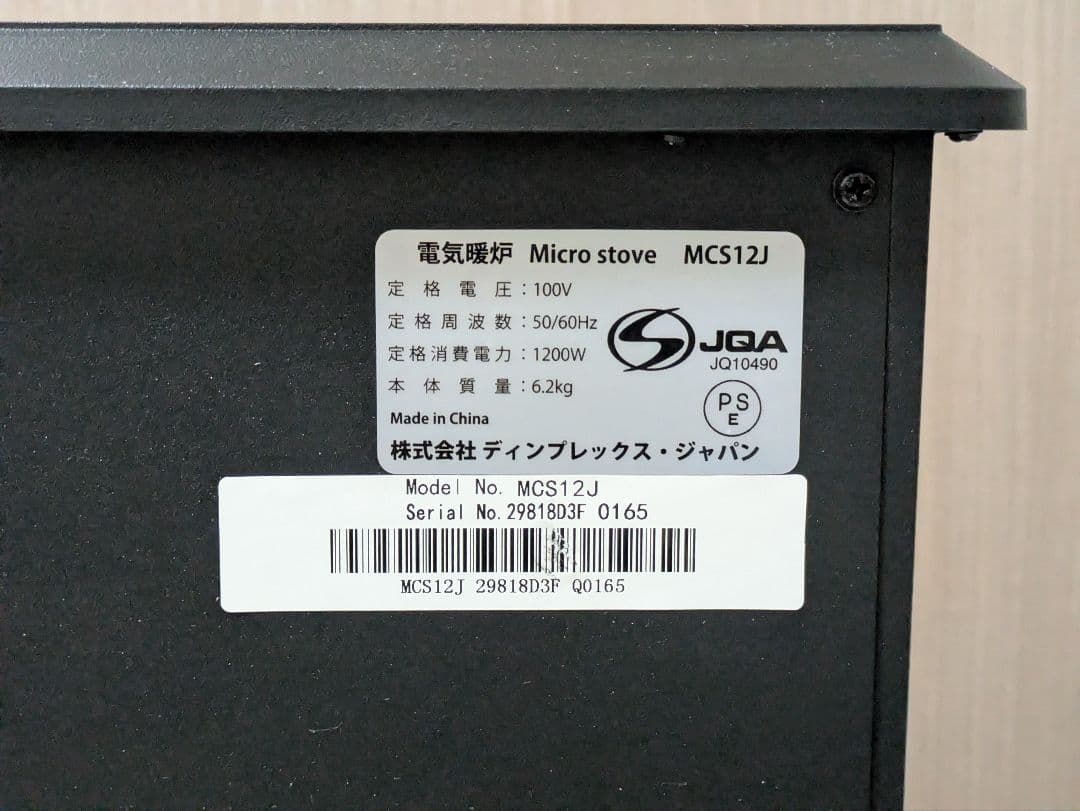 電気暖炉 Micro stove MCS12J
定格電圧：100V
定格周波数：50/60Hz
定格消費電力：1200W
本体質量：6.2kg
JQA
JQ10490
PS
E
Made in China
株式会社 ディンプレックス・ジャパン
Model No. MCS12J
Serial No. 29818D3F 0165
MCS12J 29818D3F Q0165